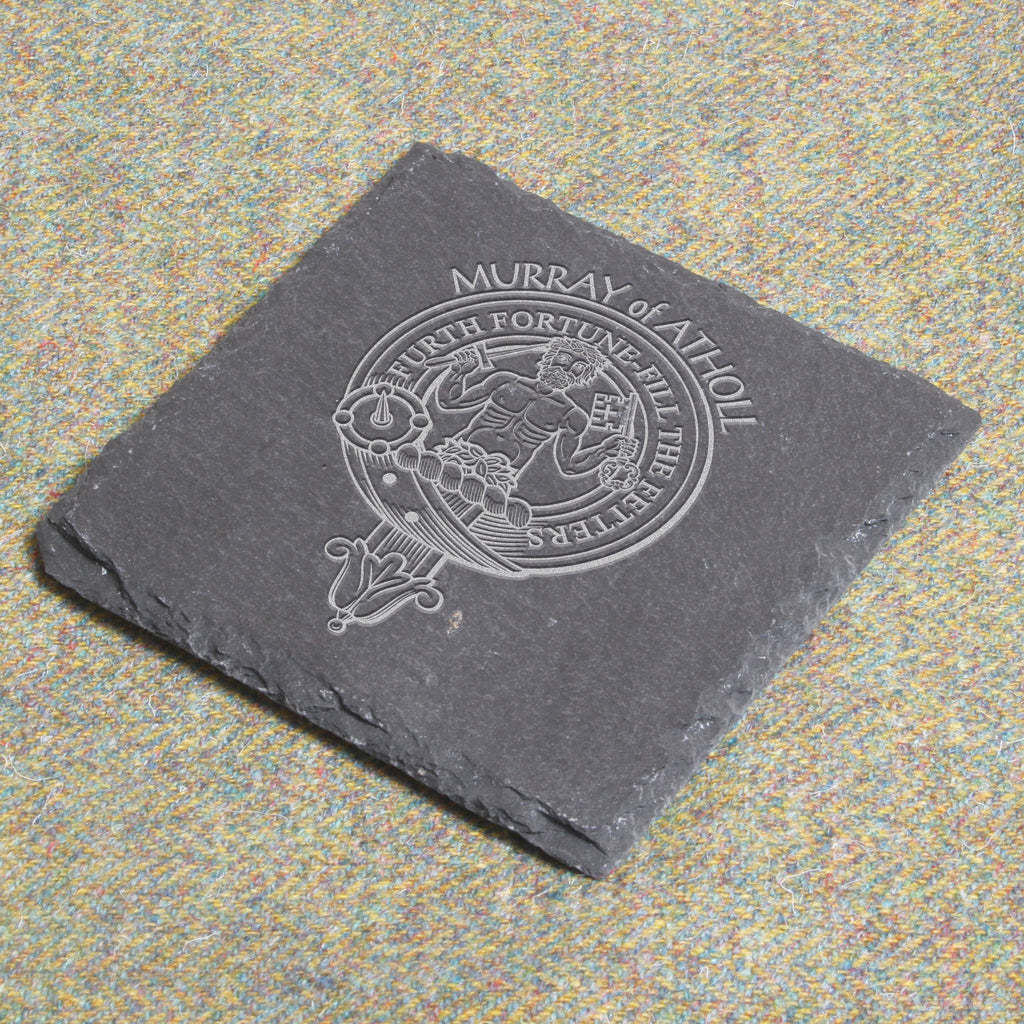 MURRAY of ATHOLL
FURTH FORTUNE-FILL THE FETTERS